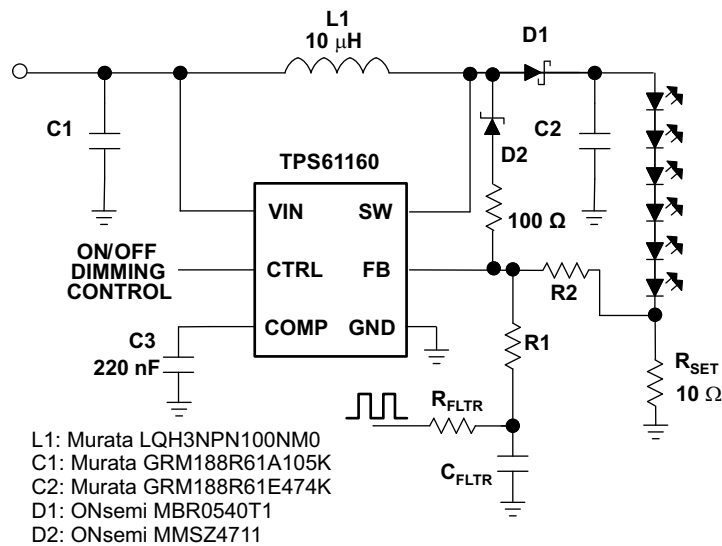 L1
10 μH
D1
C1
D2
C2
TPS61160
VIN
SW
100 Ω
ON/OFF
DIMMING
CONTROL
CTRL
FB
R2
COMP
GND
C3
220 nF
R1
RSET
10 Ω
RFLTR
CFLTR
L1: Murata LQH3NPN100NM0
C1: Murata GRM188R61A105K
C2: Murata GRM188R61E474K
D1: ONsemi MBR0540T1
D2: ONsemi MMSZ4711